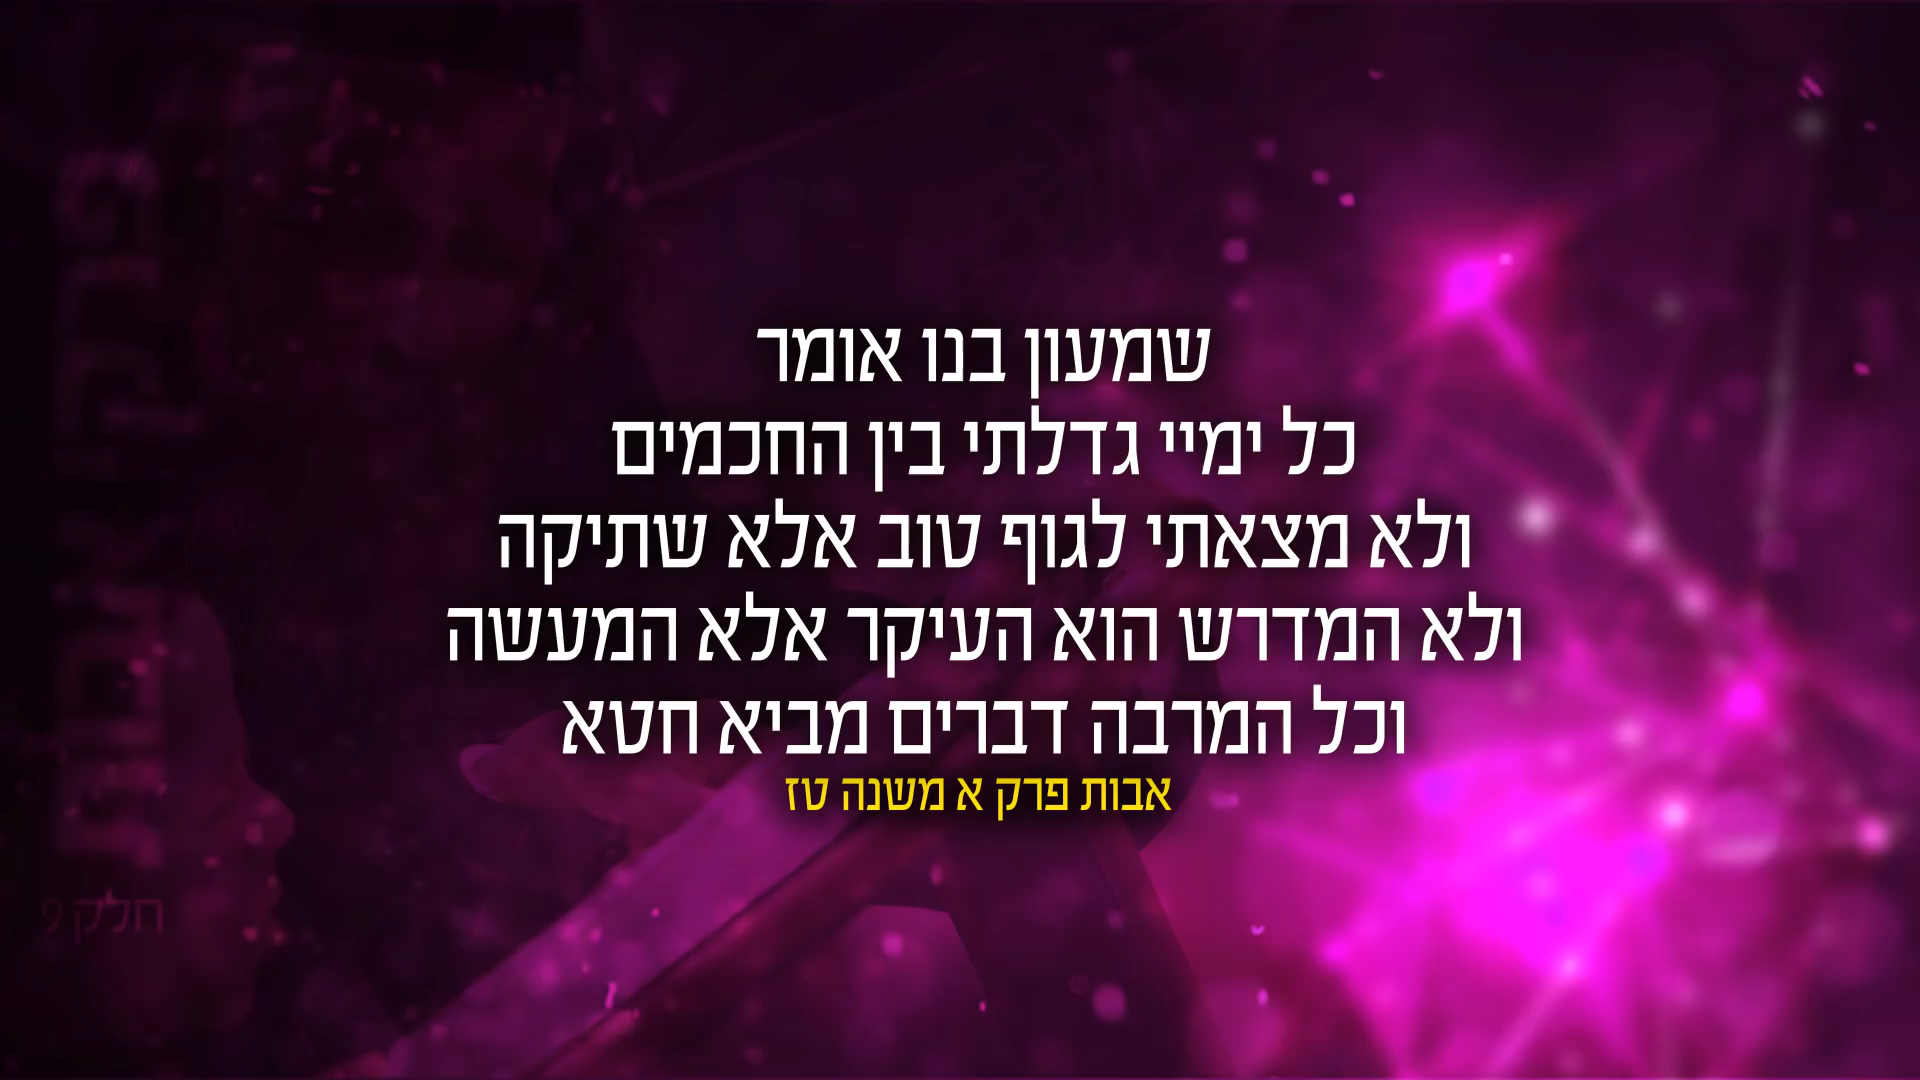 שמעון בנו אומר
כל ימיי גדלתי בין החכמים
ולא מצאתי לגוף טוב אלא שתיקה
ולא המדרש הוא העיקר אלא המעשה
וכל המרבה דברים מביא חטא
אבות פרק א משנה טז
חלק 9